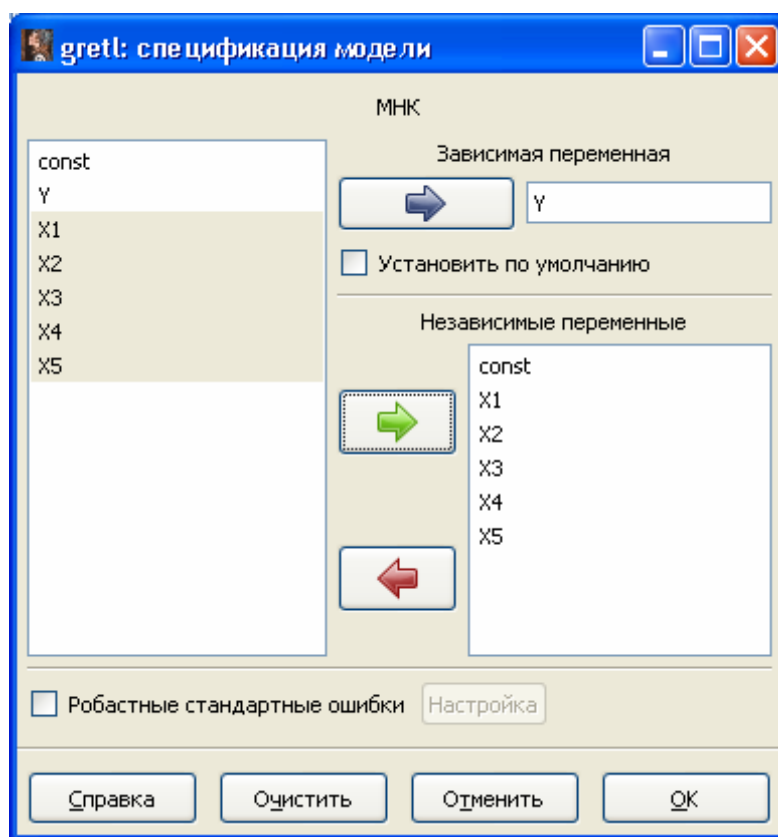 gretl: спецификация модели
МНК
const
Y
X1
X2
X3
X4
X5
Зависимая переменная
Y
Установить по умолчанию
Независимые переменные
const
X1
X2
X3
X4
X5
Робастные стандартные ошибки
Настройка
Справка
Очистить
Отменить
OK